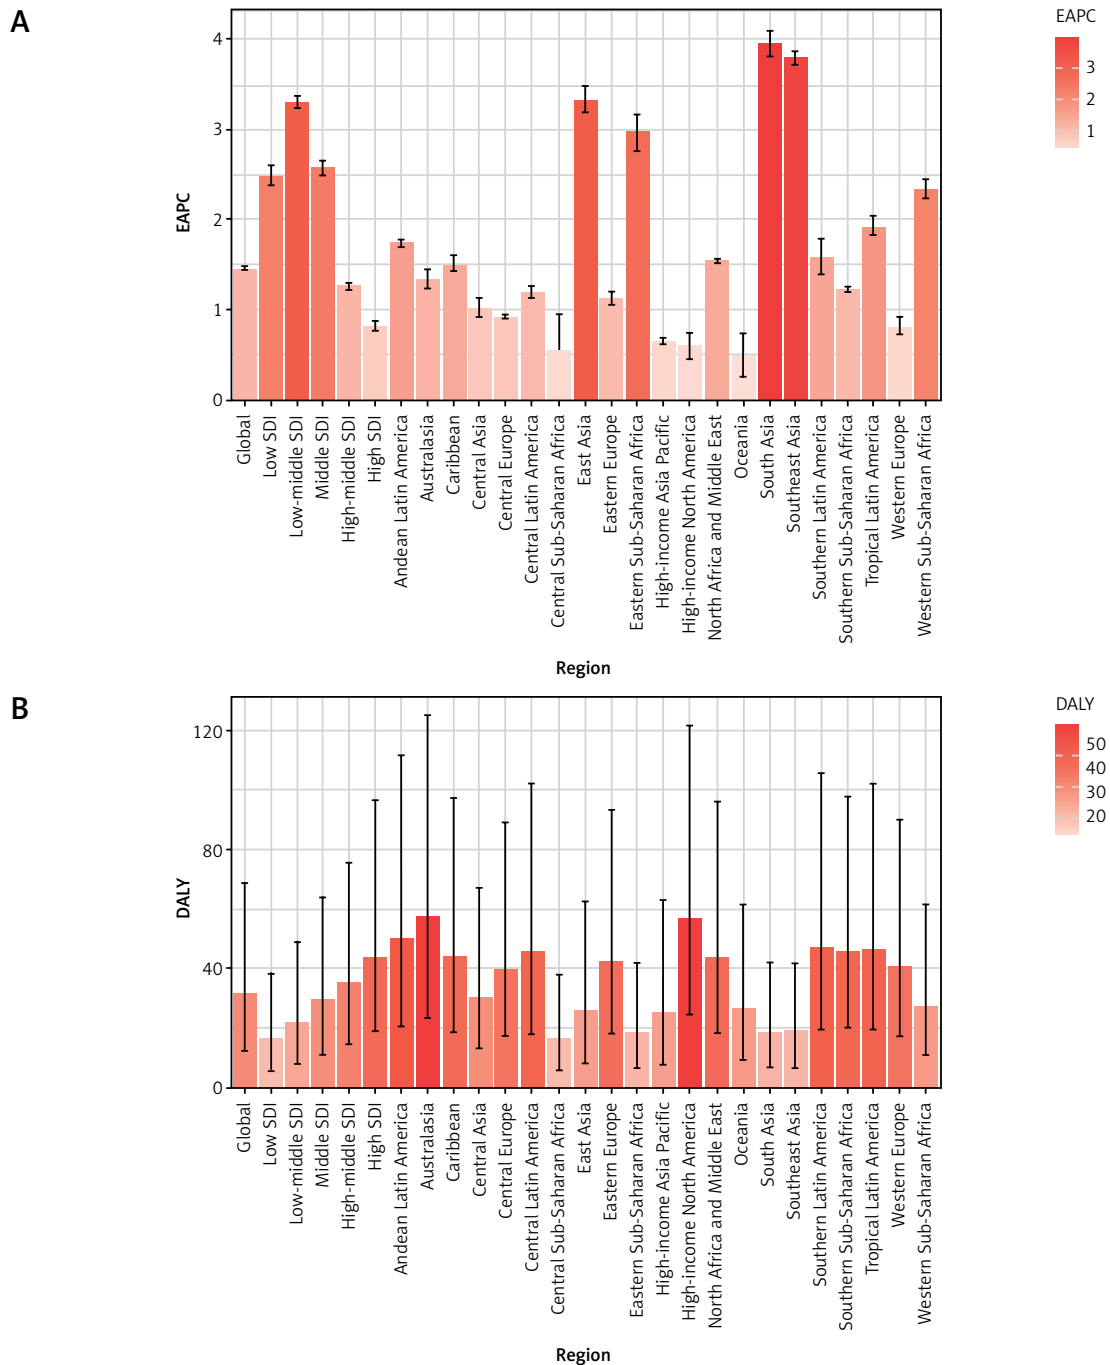 A
EAPC
4
3
2
1
0
EAPC
3
2
1
Global
Low SDI
Low-middle SDI
Middle SDI
High-middle SDI
High SDI
Andean Latin America
Australasia
Caribbean
Central Asia
Central Europe
Central Latin America
Central Sub-Saharan Africa
East Asia
Eastern Europe
Eastern Sub-Saharan Africa
High-income Asia Pacific
High-income North America
North Africa and Middle East
Oceania
South Asia
Southeast Asia
Southern Latin America
Southern Sub-Saharan Africa
Tropical Latin America
Western Europe
Western Sub-Saharan Africa
Region
B
DALY
120
80
40
0
DALY
50
40
30
20
Global
Low SDI
Low-middle SDI
Middle SDI
High-middle SDI
High SDI
Andean Latin America
Australasia
Caribbean
Central Asia
Central Europe
Central Latin America
Central Sub-Saharan Africa
East Asia
Eastern Europe
Eastern Sub-Saharan Africa
High-income Asia Pacific
High-income North America
North Africa and Middle East
Oceania
South Asia
Southeast Asia
Southern Latin America
Southern Sub-Saharan Africa
Tropical Latin America
Western Europe
Western Sub-Saharan Africa
Region